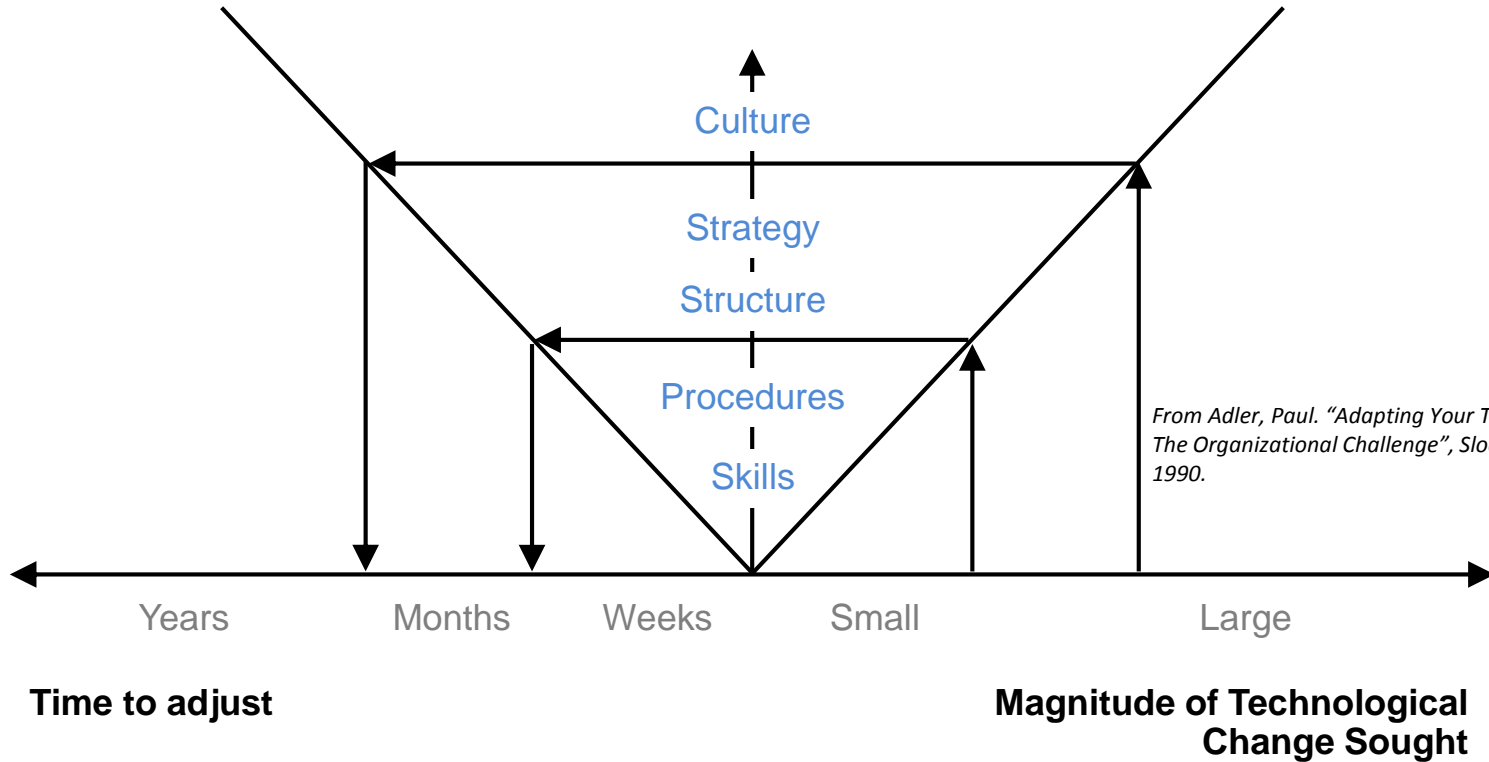 Culture
Strategy
Structure
Procedures
Skills
From Adler, Paul. “Adapting Your
The Organizational Challenge”,
1990.
Years Months Weeks Small Large
Time to adjust
Magnitude of Technological
Change Sought